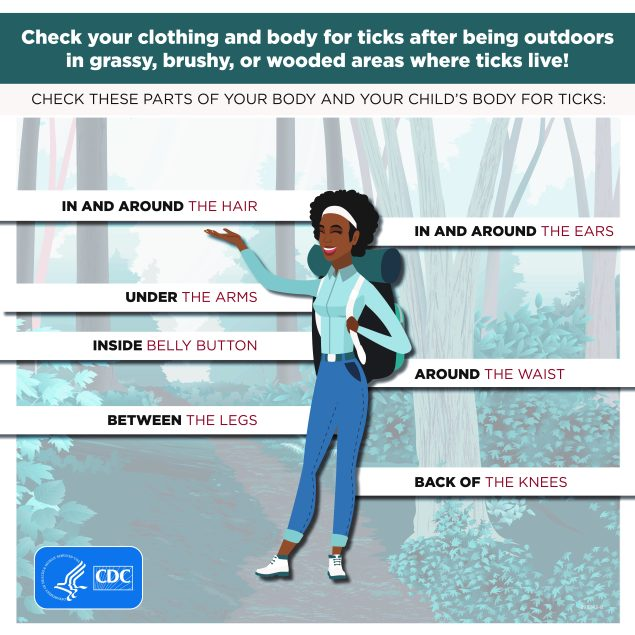 Check your clothing and body for ticks after being outdoors
in grassy, brushy, or wooded areas where ticks live!
CHECK THESE PARTS OF YOUR BODY AND YOUR CHILD'S BODY FOR TICKS:
IN AND AROUND THE HAIR
IN AND AROUND THE EARS
UNDER THE ARMS
INSIDE BELLY BUTTON
AROUND THE WAIST
BETWEEN THE LEGS
BACK OF THE KNEES
CDC